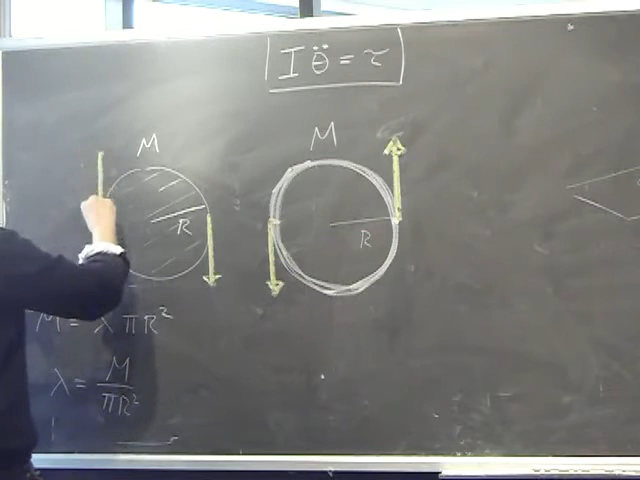 I θ̈ = τ
M M
R R
M = λ π R²
λ = M / πR²